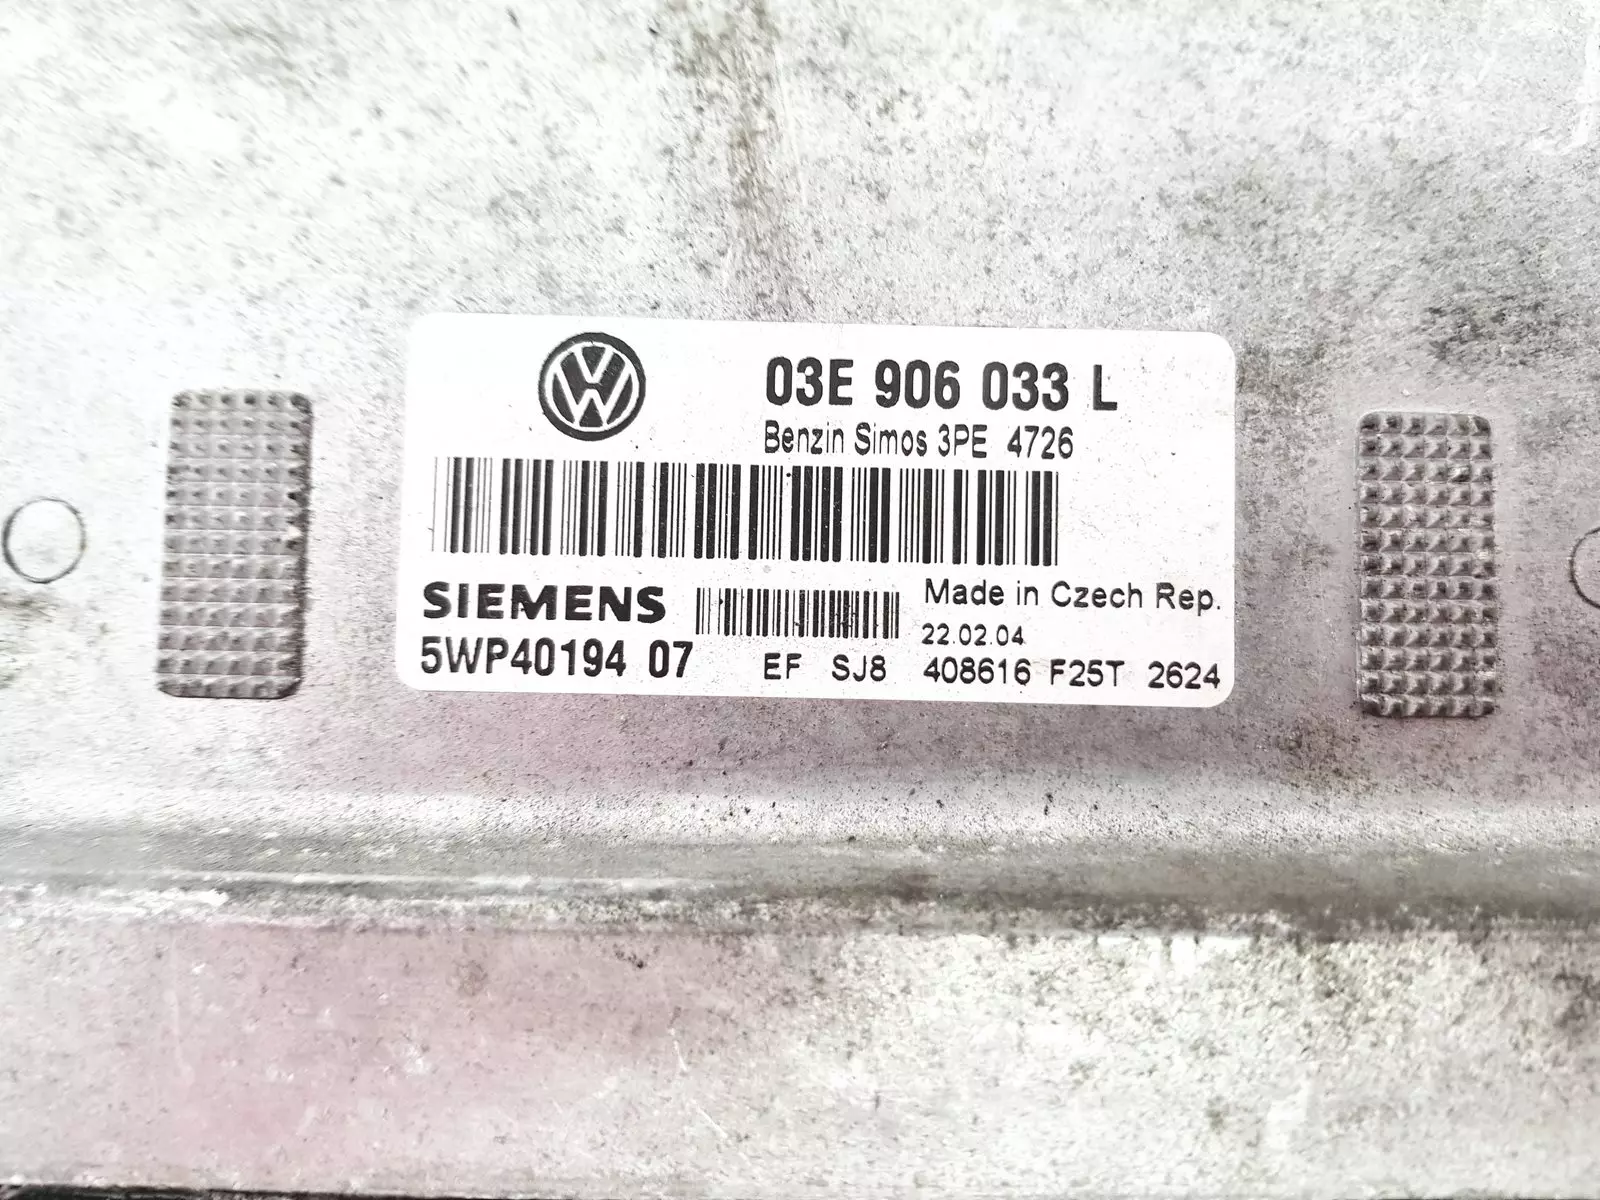 03E 906 033 L
Benzin Simos 3PE 4726
SIEMENS
Made in Czech Rep.
22.02.04
5WP40194 07
EF SJ8 408616 F25T 2624